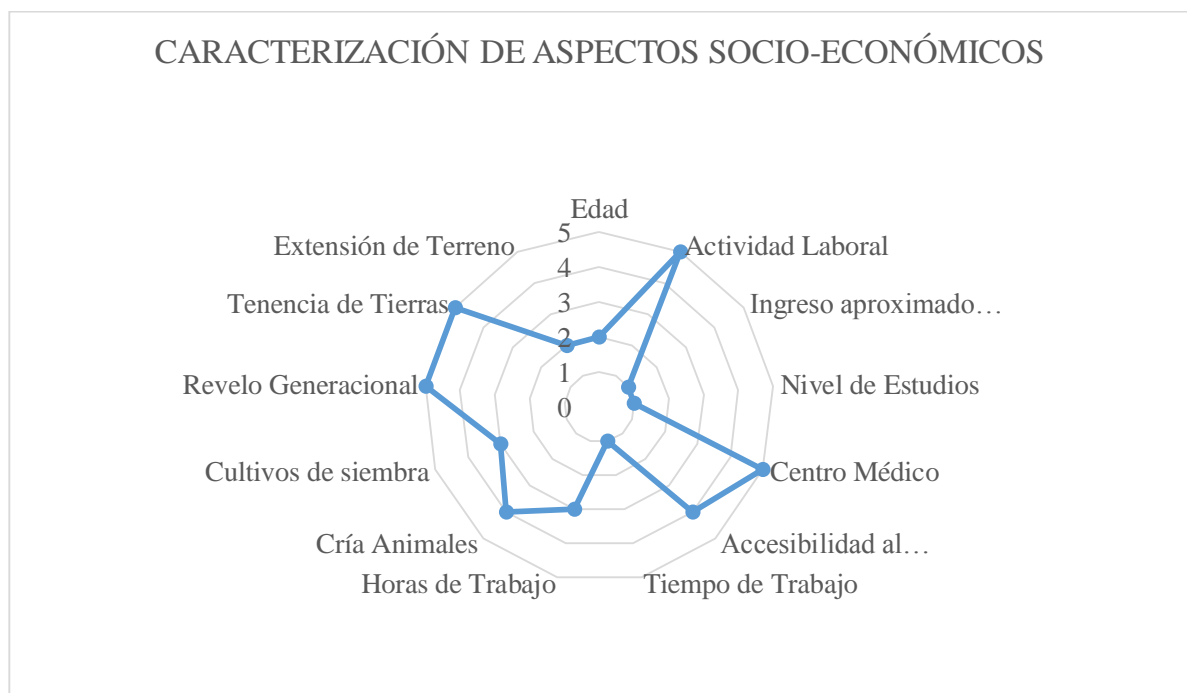 CARACTERIZACIÓN DE ASPECTOS SOCIO-ECONÓMICOS
Edad
Actividad Laboral
Ingreso aproximado…
Nivel de Estudios
Centro Médico
Accesibilidad al…
Tiempo de Trabajo
Horas de Trabajo
Cría Animales
Cultivos de siembra
Revelo Generacional
Tenencia de Tierras
Extensión de Terreno
5
4
3
2
1
0